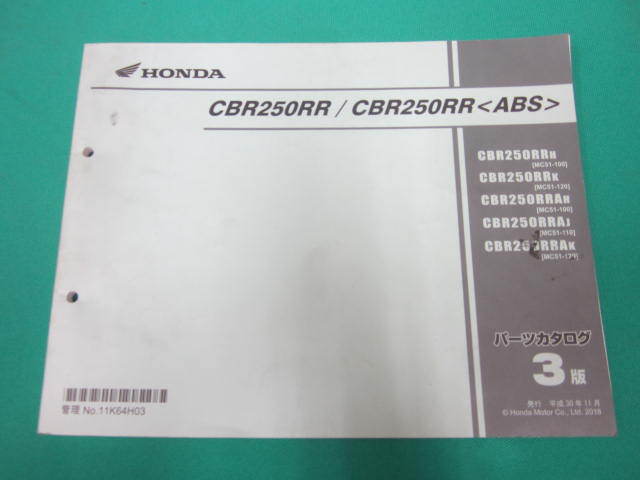 HONDA
CBR250RR / CBR250RR<ABS>
CBR250RRH
[MC51-100]
CBR250RRK
[MC51-120]
CBR250RRAH
[MC51-100]
CBR250RRAJ
[MC51-110]
CBR250RRAK
[MC51-120]
パーツカタログ
3版
発行 平成30年11月
© Honda Motor Co., Ltd. 2018
管理 No.11K64H03